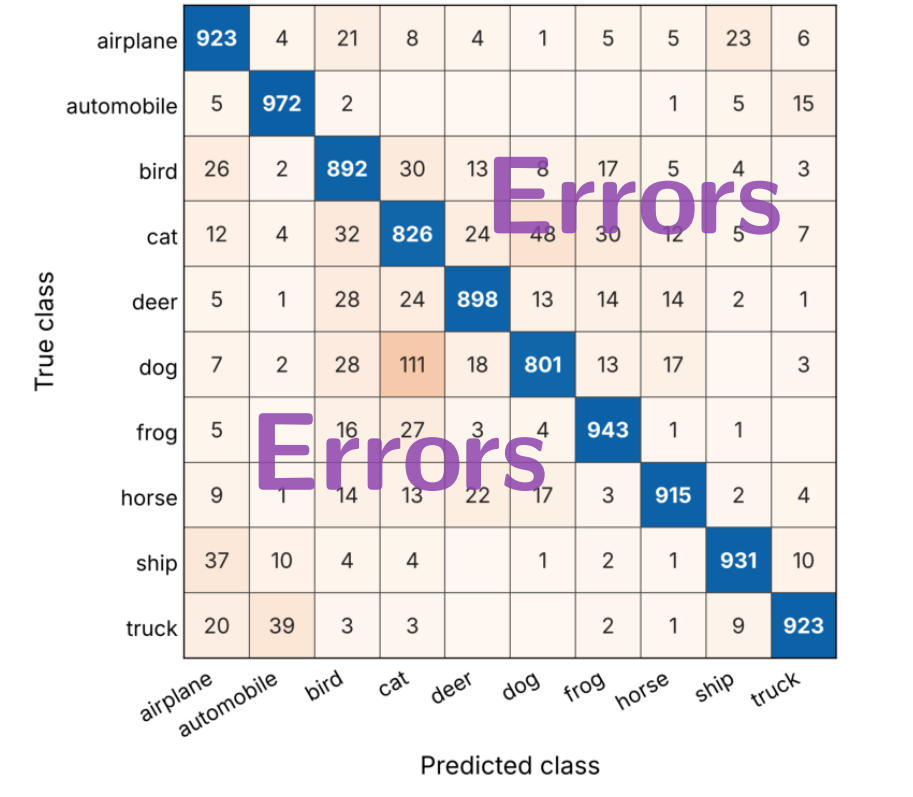 airplane 923 4 21 8 4 1 5 5 23 6
automobile 5 972 2 1 5 15
bird 26 2 892 30 13 8 17 5 4 3
Errors
cat 12 4 32 826 24 48 30 12 5 7
deer 5 1 28 24 898 13 14 14 2 1
True class
dog 7 2 28 111 18 801 13 17 3
frog 5 16 27 3 4 943 1 1
Errors
horse 9 1 14 13 22 17 3 915 2 4
ship 37 10 4 4 1 2 1 931 10
truck 20 39 3 3 2 1 9 923
airplane automobile bird cat deer dog frog horse ship truck
Predicted class